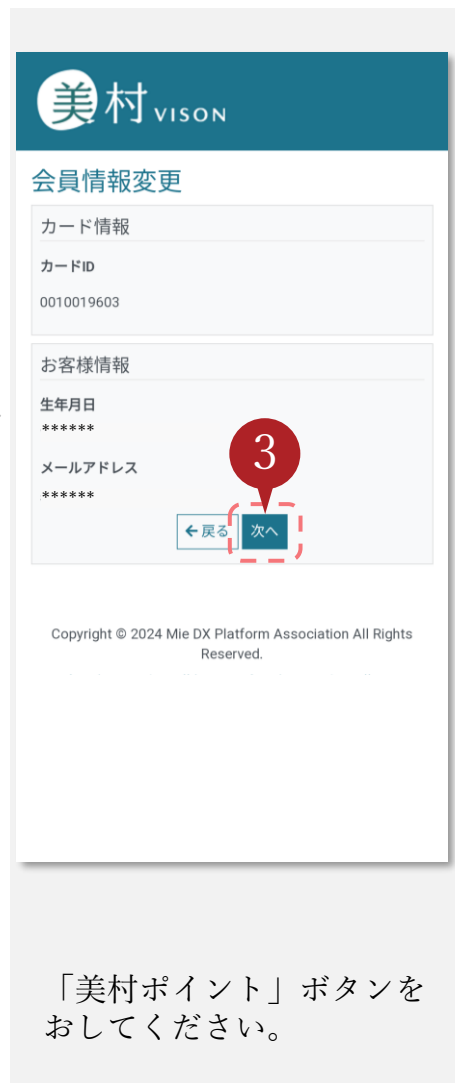 美村 VISON
会員情報変更
カード情報
カードID
0010019603
お客様情報
生年月日
******
3
メールアドレス
******
戻る 次へ
Copyright © 2024 Mie DX Platform Association All Rights
Reserved.
「美村ポイント」ボタンを
おしてください。